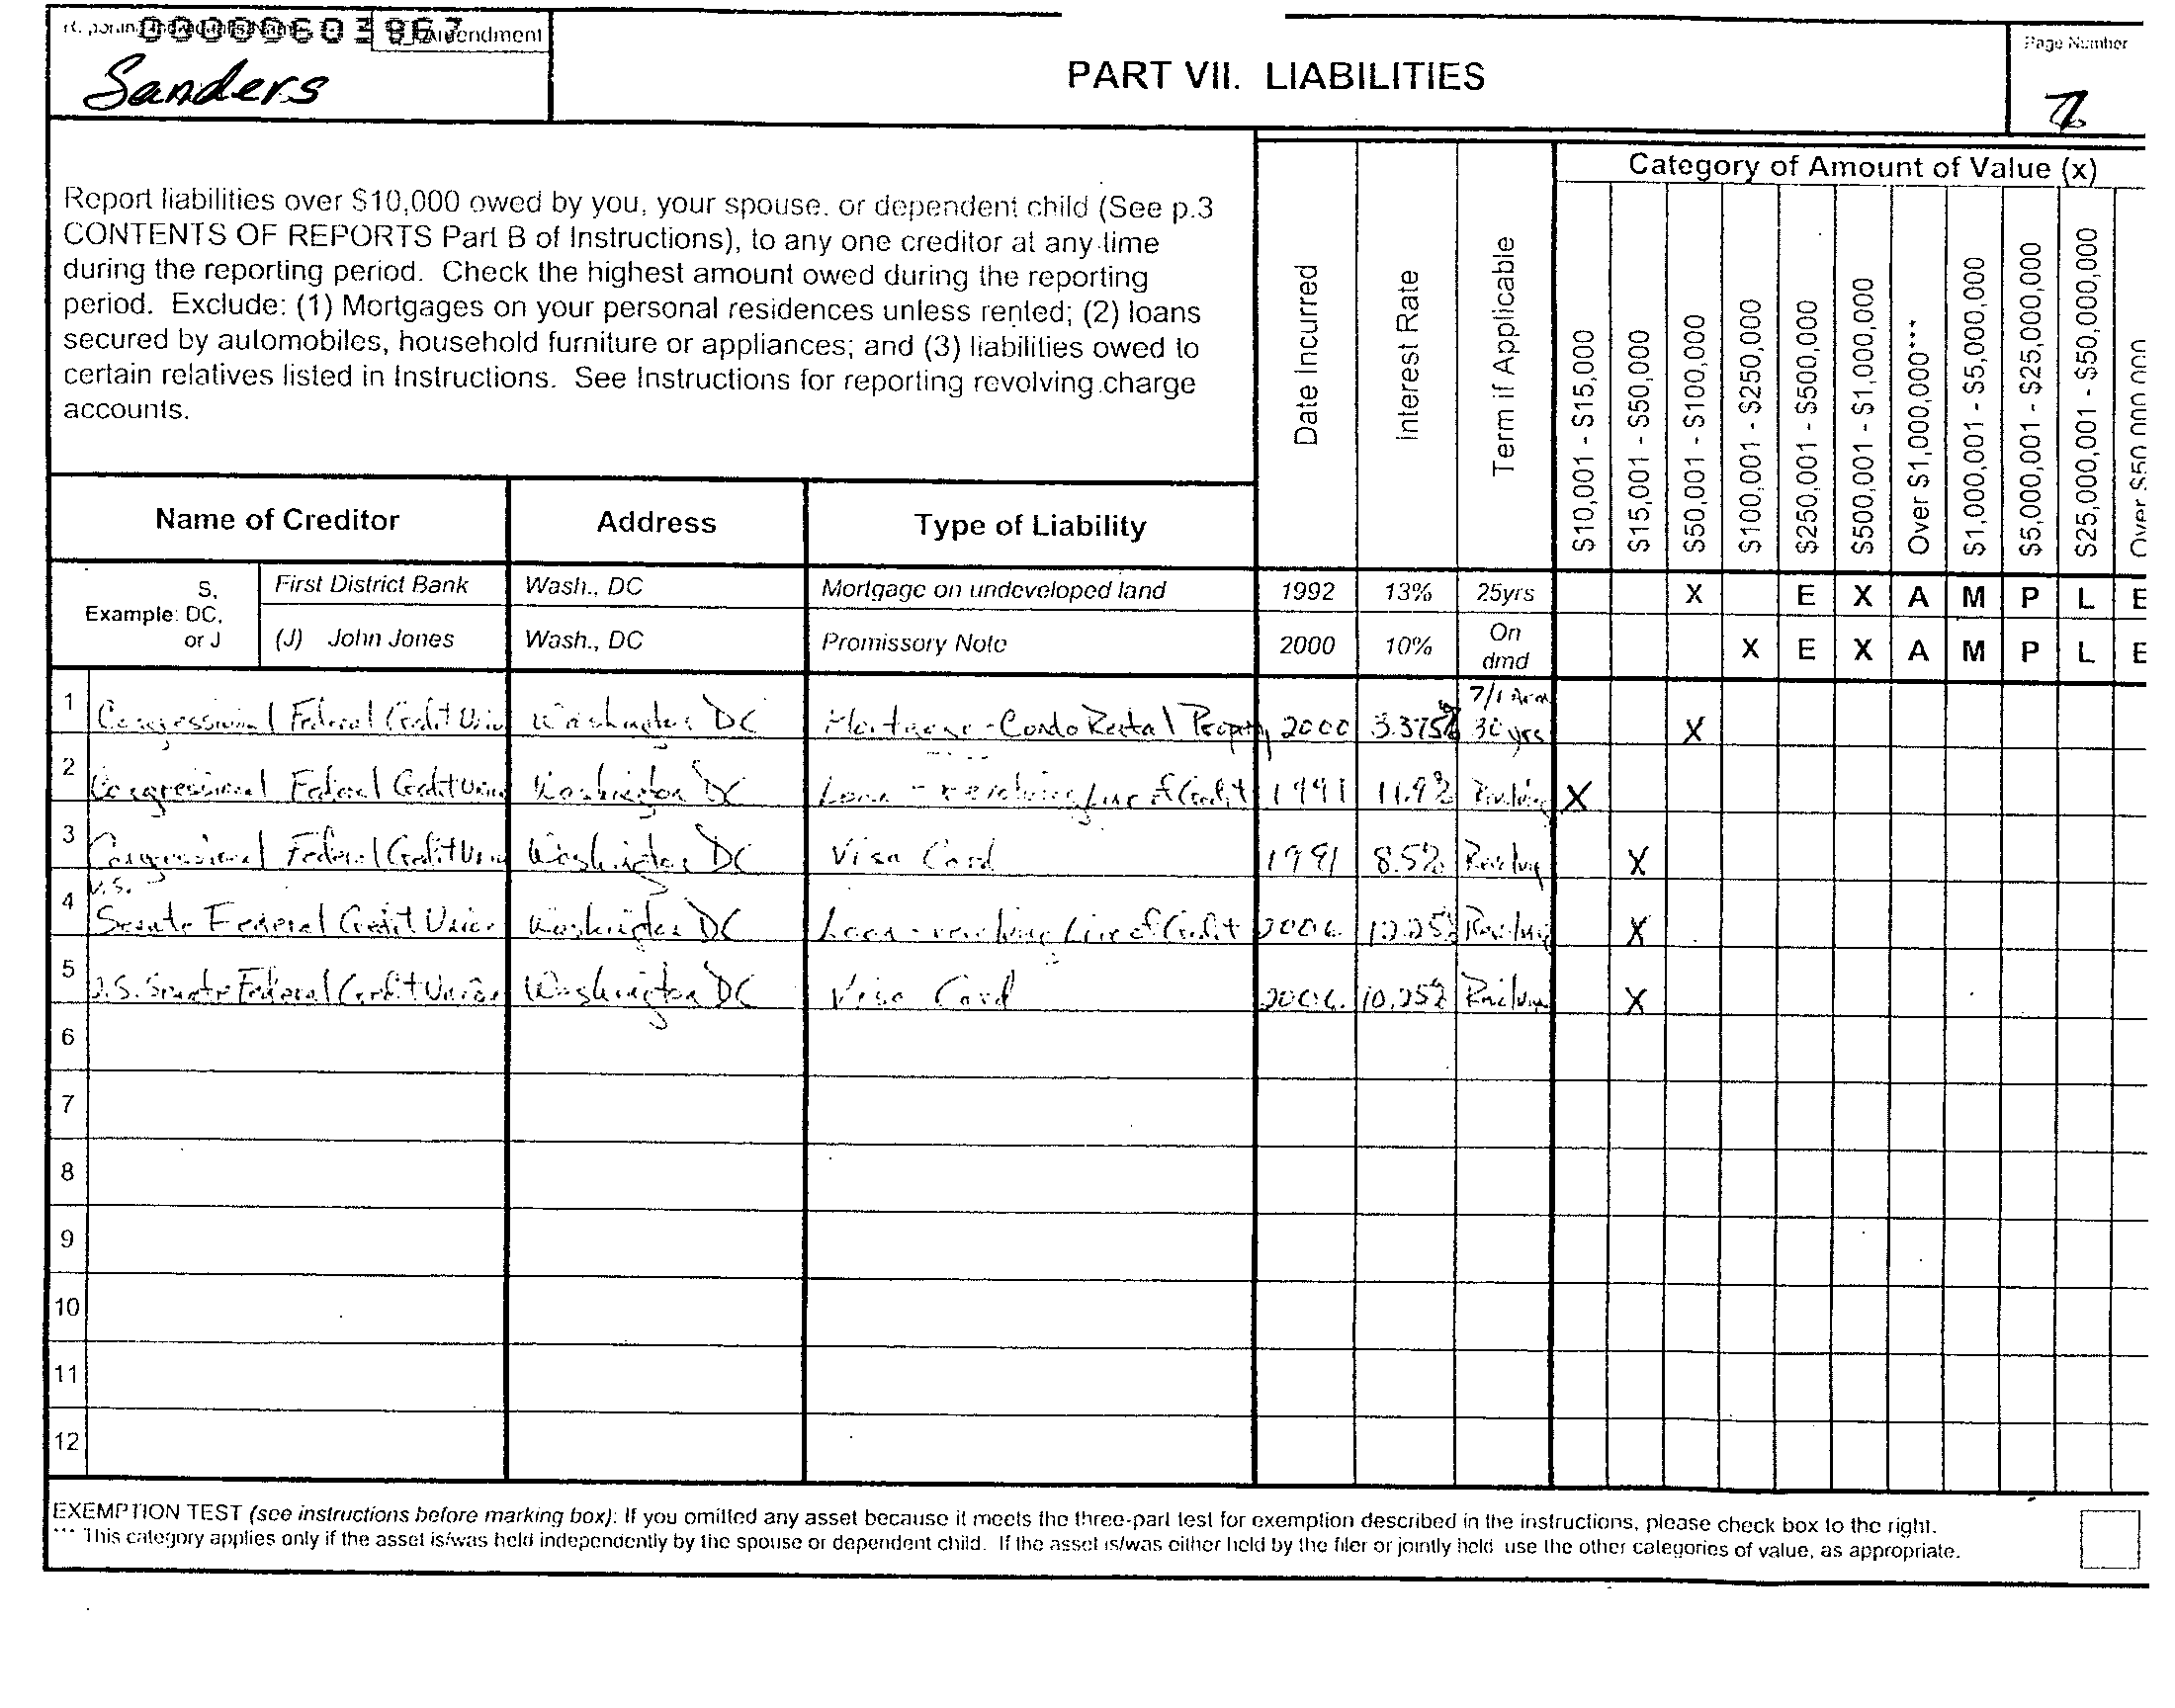 000009603967
Amendment
Sanders
PART VII. LIABILITIES
Page Number
Report liabilities over $10,000 owed by you, your spouse. or dependent child (See p.3
CONTENTS OF REPORTS Part B of Instructions), to any one creditor at any time
during the reporting period. Check the highest amount owed during the reporting
period. Exclude: (1) Mortgages on your personal residences unless rented; (2) loans
secured by automobiles, household furniture or appliances; and (3) liabilities owed to
certain relatives listed in Instructions. See Instructions for reporting revolving charge
accounts.
Date Incurred
Interest Rate
Term if Applicable
Category of Amount of Value (x)
$10,001 - $15,000
$15,001 - $50,000
$50,001 - $100,000
$100,001 - $250,000
$250,001 - $500,000
$500,001 - $1,000,000
Over $1,000,000***
$1,000,001 - $5,000,000
$5,000,001 - $25,000,000
$25,000,001 - $50,000,000
Over $50,000,000
Name of Creditor Address Type of Liability
Example: S, DC, or J
First District Bank Wash., DC Mortgage on undeveloped land 1992 13% 25yrs X E X A M P L E
(J) John Jones Wash., DC Promissory Note 2000 10% On dmd X E X A M P L E
1 Congressional Federal Credit Union Washington DC Mortgage - Condo Rental Property 2000 3.375% 7/1 Arm 30 yrs X
2 Congressional Federal Credit Union Washington DC Loan - revolving Line of Credit 1991 11.9% Revolving X
3 Congressional Federal Credit Union Washington DC Visa Card 1991 8.5% Revolving X
4 U.S. Senate Federal Credit Union Washington DC Loan - revolving Line of Credit 2006 Revolving X
5 U.S. Senate Federal Credit Union Washington DC Visa Card 2006. 10.25% Revolving X
6
7
8
9
10
11
12
EXEMPTION TEST (see instructions before marking box): If you omitted any asset because it meets the three-part test for exemption described in the instructions, please check box to the right.
*** This category applies only if the asset is/was held independently by the spouse or dependent child. If the asset is/was either held by the filer or jointly held use the other categories of value, as appropriate.